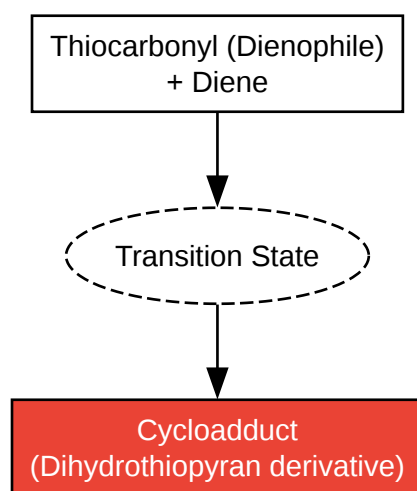 Thiocarbonyl (Dienophile)
+ Diene
Transition State
Cycloadduct
(Dihydrothiopyran derivative)